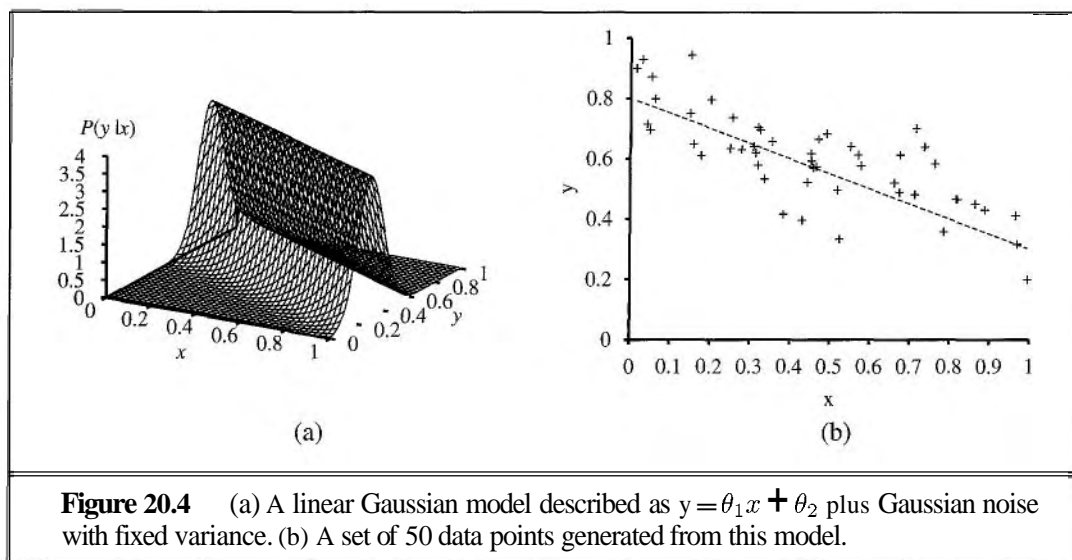 P(y |x)
4
3.5
3
2.5
2
1.5
1
0.5
0
0 0.2 0.4 0.6 0.8 1
x
0 0.2 0.4 0.6 0.8 1
y
(a)
1
0.8
0.6
0.4
0.2
0
y
0 0.1 0.2 0.3 0.4 0.5 0.6 0.7 0.8 0.9 1
x
(b)
Figure 20.4 (a) A linear Gaussian model described as y = θ₁x + θ₂ plus Gaussian noise
with fixed variance. (b) A set of 50 data points generated from this model.